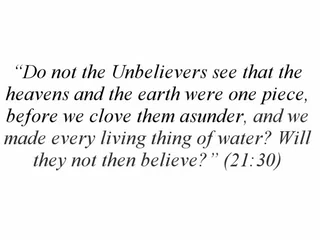 “Do not the Unbelievers see that the
heavens and the earth were one piece,
before we clove them asunder, and we
made every living thing of water? Will
they not then believe?” (21:30)